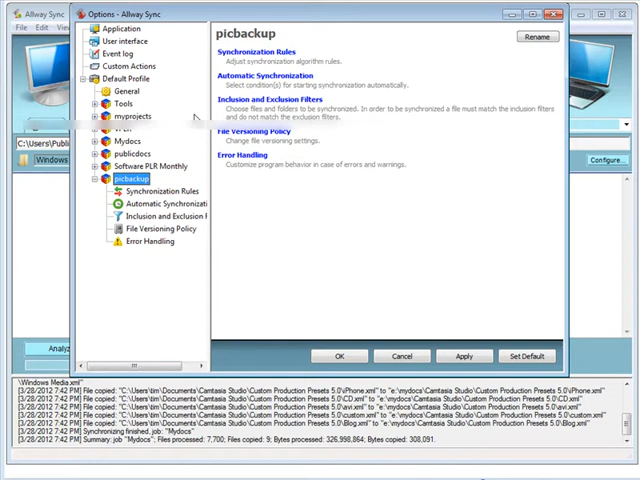 Allway Sync
Options - Allway Sync
File Edit
Application
User interface
Event log
Custom Actions
Default Profile
General
Tools
myprojects
Mydocs
publicdocs
Software PLR Monthly
picbackup
Synchronization Rules
Automatic Synchronizati
Inclusion and Exclusion F
File Versioning Policy
Error Handling
picbackup
Rename
Synchronization Rules
Adjust synchronization algorithm rules.
Automatic Synchronization
Select condition(s) for starting synchronization automatically.
Inclusion and Exclusion Filters
Choose files and folders to be synchronized. In order to be synchronized a file must match the inclusion filters
and do not match the exclusion filters.
File Versioning Policy
Change file versioning settings.
Error Handling
Customize program behavior in case of errors and warnings.
OK Cancel Apply Set Default
C:\Users\Publi
Windows
Configure...
Analyz
\Windows Media.xml"
[3/28/2012 7:42 PM] File copied: "C:\Users\tim\Documents\Camtasia Studio\Custom Production Presets 5.0\iPhone.xml" to "e:\mydocs\Camtasia Studio\Custom Production Presets 5.0\iPhone.xml"
[3/28/2012 7:42 PM] File copied: "C:\Users\tim\Documents\Camtasia Studio\Custom Production Presets 5.0\CD.xml" to "e:\mydocs\Camtasia Studio\Custom Production Presets 5.0\CD.xml"
[3/28/2012 7:42 PM] File copied: "C:\Users\tim\Documents\Camtasia Studio\Custom Production Presets 5.0\avi.xml" to "e:\mydocs\Camtasia Studio\Custom Production Presets 5.0\avi.xml"
[3/28/2012 7:42 PM] File copied: "C:\Users\tim\Documents\Camtasia Studio\Custom Production Presets 5.0\custom.xml" to "e:\mydocs\Camtasia Studio\Custom Production Presets 5.0\custom.xml"
[3/28/2012 7:42 PM] File copied: "C:\Users\tim\Documents\Camtasia Studio\Custom Production Presets 5.0\Blog.xml" to "e:\mydocs\Camtasia Studio\Custom Production Presets 5.0\Blog.xml"
[3/28/2012 7:42 PM] Synchronizing finished, job: "Mydocs"
[3/28/2012 7:42 PM] Summary: job "Mydocs"; Files processed: 7,700; Files copied: 9; Bytes processed: 326,998,864; Bytes copied: 308,091.